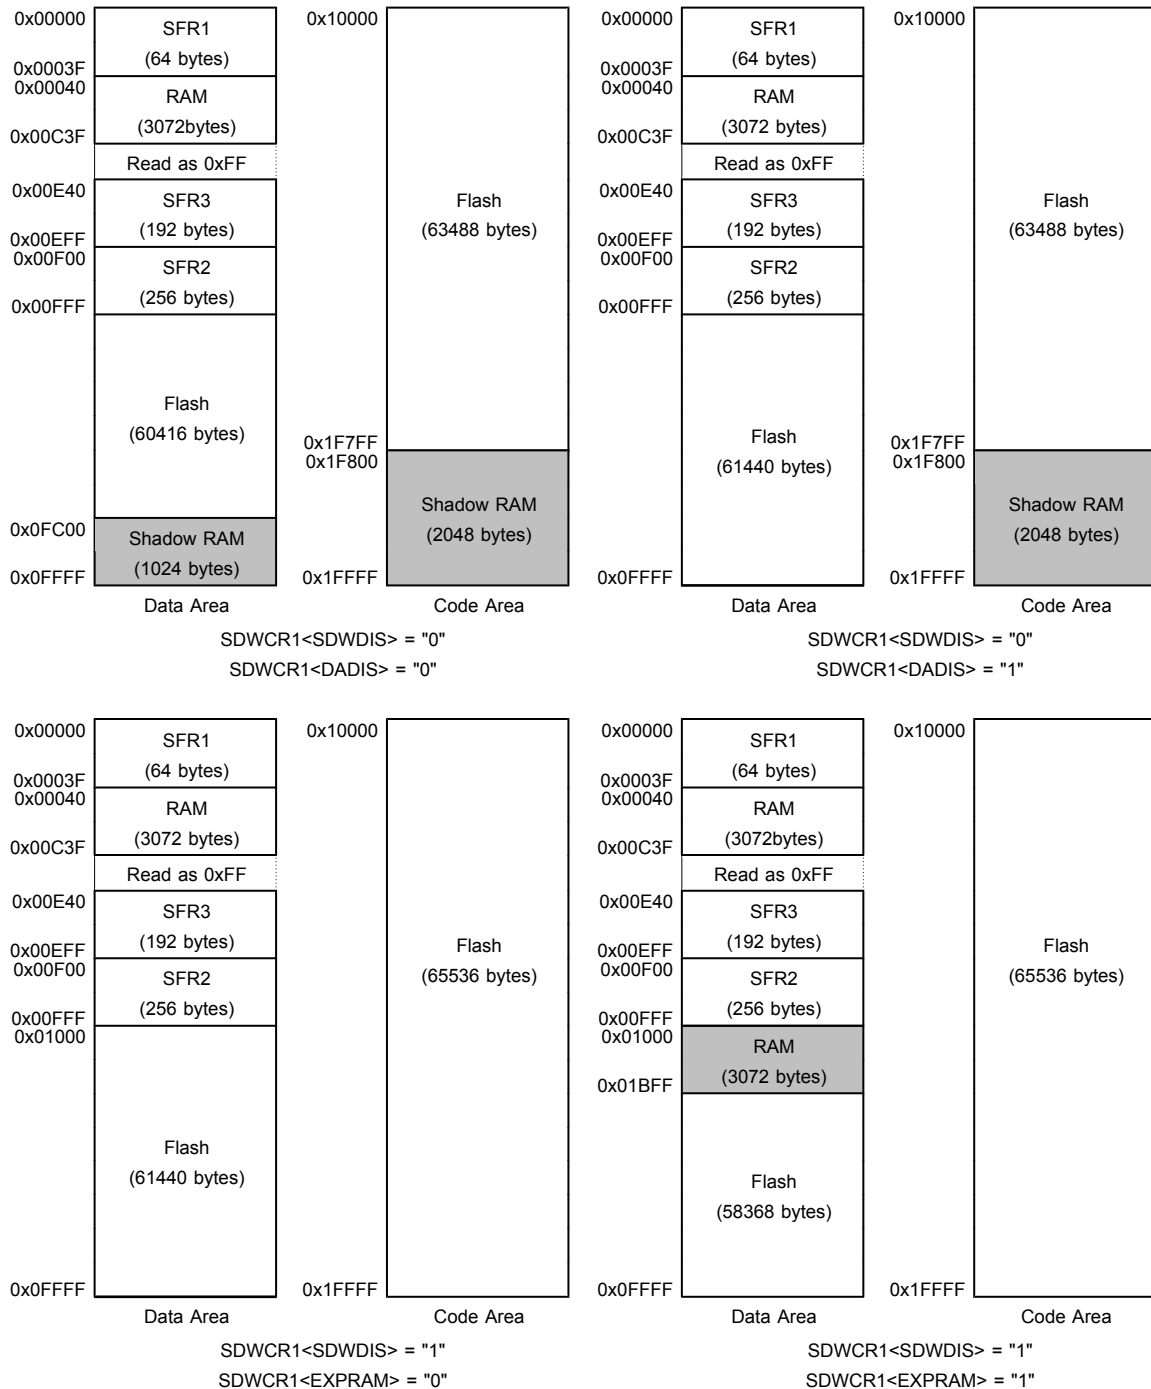 0x00000
SFR1
(64 bytes)
0x0003F
0x00040
RAM
(3072bytes)
0x00C3F
Read as 0xFF
0x00E40
SFR3
(192 bytes)
0x00EFF
0x00F00
SFR2
(256 bytes)
0x00FFF
Flash
(60416 bytes)
0x0FC00
Shadow RAM
(1024 bytes)
0x0FFFF
Data Area
0x10000
Flash
(63488 bytes)
0x1F7FF
0x1F800
Shadow RAM
(2048 bytes)
0x1FFFF
Code Area
SDWCR1<SDWDIS> = "0"
SDWCR1<DADIS> = "0"
0x00000
SFR1
(64 bytes)
0x0003F
0x00040
RAM
(3072 bytes)
0x00C3F
Read as 0xFF
0x00E40
SFR3
(192 bytes)
0x00EFF
0x00F00
SFR2
(256 bytes)
0x00FFF
Flash
(61440 bytes)
0x0FFFF
Data Area
0x10000
Flash
(63488 bytes)
0x1F7FF
0x1F800
Shadow RAM
(2048 bytes)
0x1FFFF
Code Area
SDWCR1<SDWDIS> = "0"
SDWCR1<DADIS> = "1"
0x00000
SFR1
(64 bytes)
0x0003F
0x00040
RAM
(3072 bytes)
0x00C3F
Read as 0xFF
0x00E40
SFR3
(192 bytes)
0x00EFF
0x00F00
SFR2
(256 bytes)
0x00FFF
0x01000
Flash
(61440 bytes)
0x0FFFF
Data Area
0x10000
Flash
(65536 bytes)
0x1FFFF
Code Area
SDWCR1<SDWDIS> = "1"
SDWCR1<EXPRAM> = "0"
0x00000
SFR1
(64 bytes)
0x0003F
0x00040
RAM
(3072bytes)
0x00C3F
Read as 0xFF
0x00E40
SFR3
(192 bytes)
0x00EFF
0x00F00
SFR2
(256 bytes)
0x00FFF
0x01000
RAM
(3072 bytes)
0x01BFF
Flash
(58368 bytes)
0x0FFFF
Data Area
0x10000
Flash
(65536 bytes)
0x1FFFF
Code Area
SDWCR1<SDWDIS> = "1"
SDWCR1<EXPRAM> = "1"